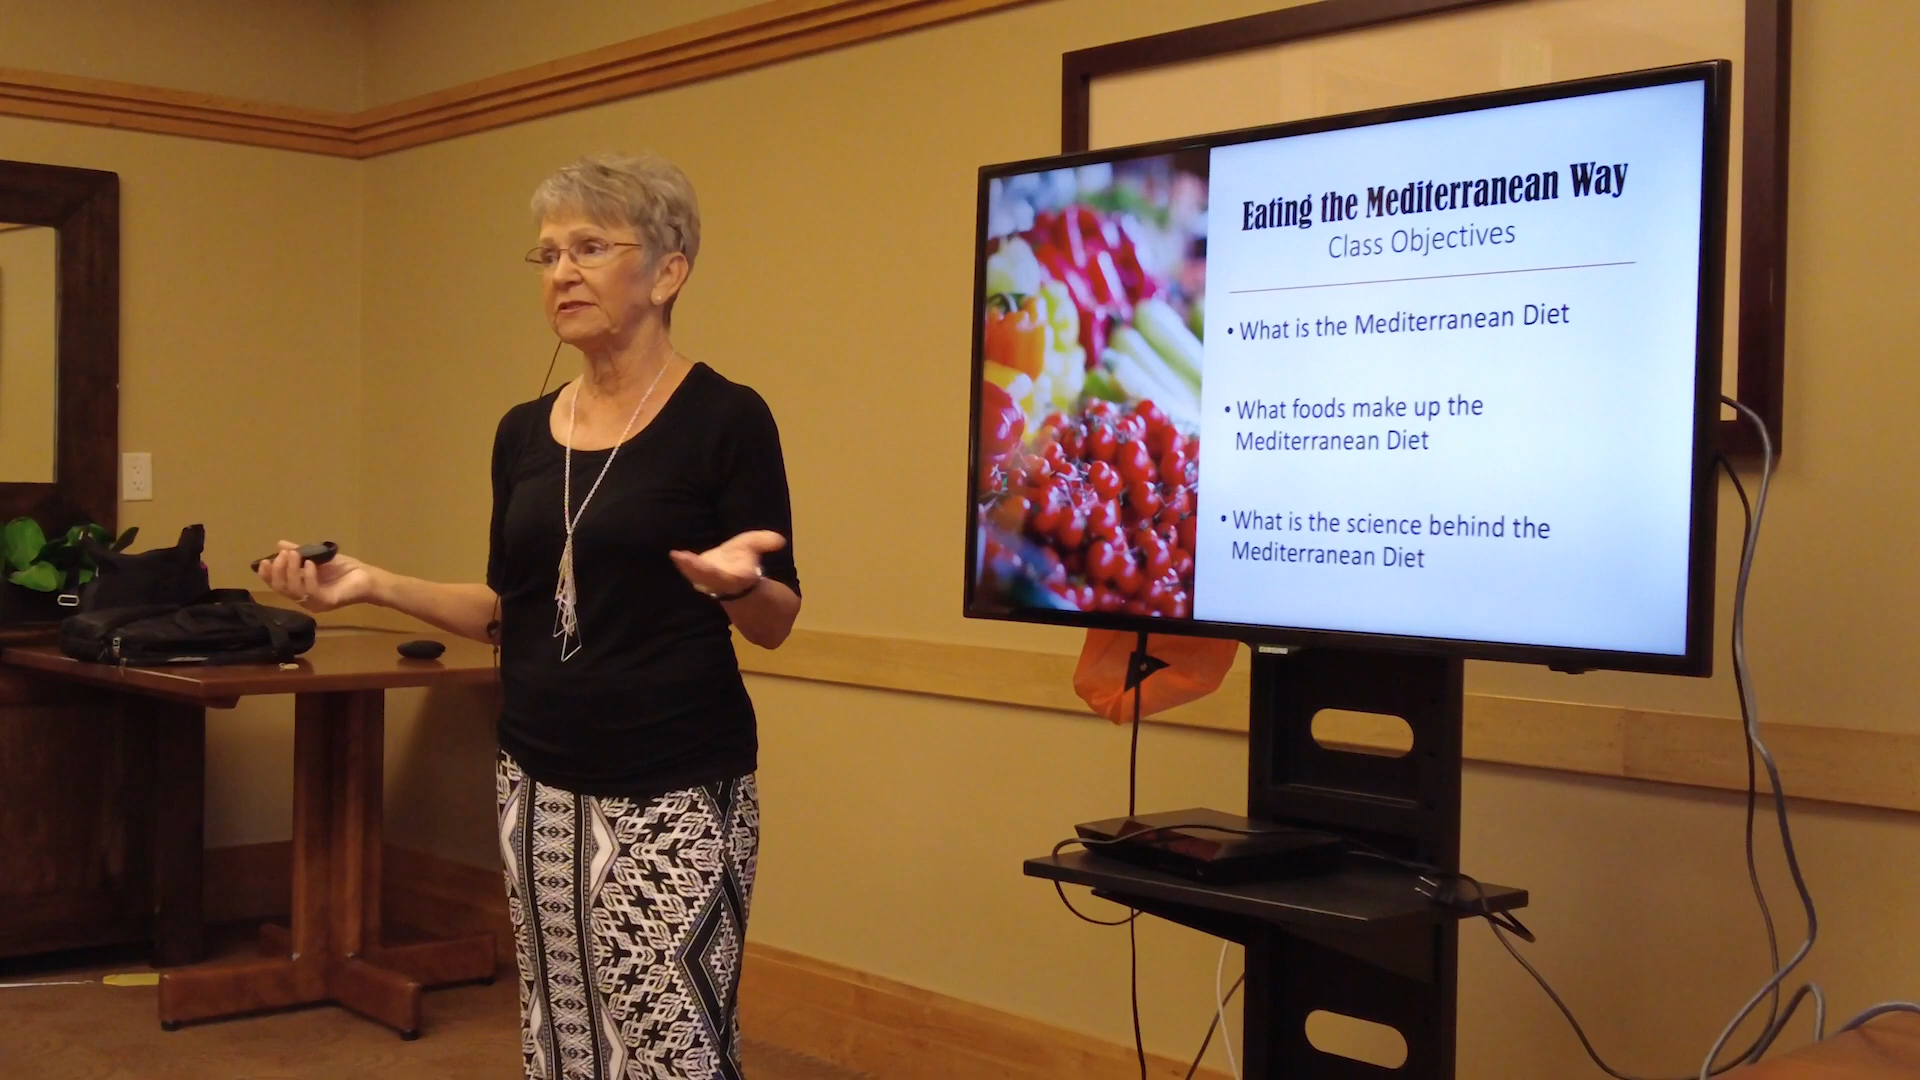 Eating the Mediterranean Way
Class Objectives
• What is the Mediterranean Diet
• What foods make up the
Mediterranean Diet
• What is the science behind the
Mediterranean Diet
SAMSUNG